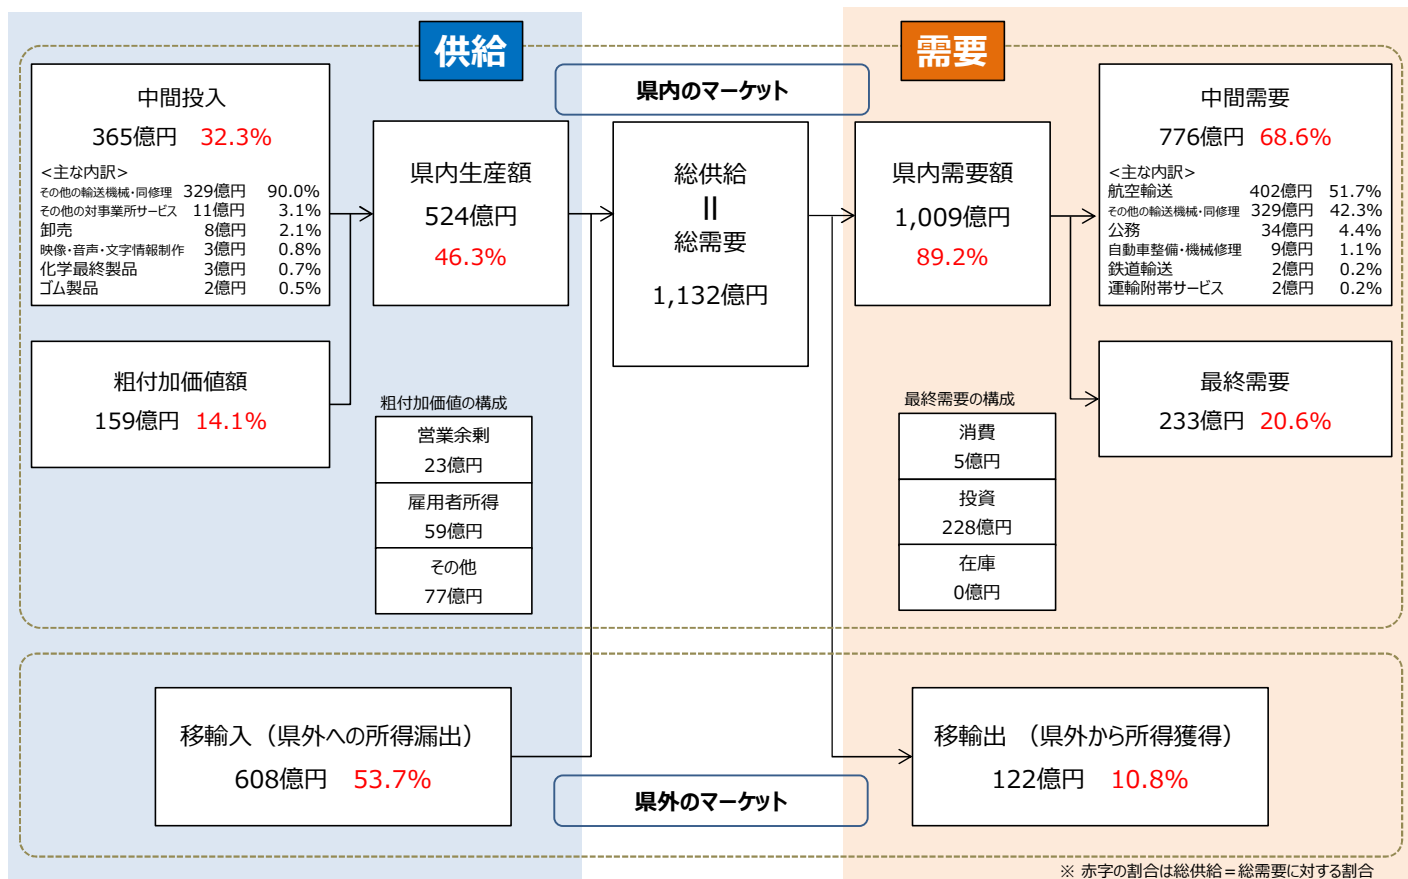 供給
需要
県内のマーケット
中間投入
365億円 32.3%
<主な内訳>
その他の輸送機械・同修理 329億円 90.0%
その他の対事業所サービス 11億円 3.1%
卸売 8億円 2.1%
映像・音声・文字情報制作 3億円 0.8%
化学最終製品 3億円 0.7%
ゴム製品 2億円 0.5%
粗付加価値額
159億円 14.1%
県内生産額
524億円
46.3%
粗付加価値の構成
営業余剰
23億円
雇用者所得
59億円
その他
77億円
総供給
=
総需要
1,132億円
県内需要額
1,009億円
89.2%
最終需要の構成
消費
5億円
投資
228億円
在庫
0億円
中間需要
776億円 68.6%
<主な内訳>
航空輸送 402億円 51.7%
その他の輸送機械・同修理 329億円 42.3%
公務 34億円 4.4%
自動車整備・機械修理 9億円 1.1%
鉄道輸送 2億円 0.2%
運輸附帯サービス 2億円 0.2%
最終需要
233億円 20.6%
移輸入（県外への所得漏出）
608億円 53.7%
県外のマーケット
移輸出 （県外から所得獲得）
122億円 10.8%
※ 赤字の割合は総供給＝総需要に対する割合